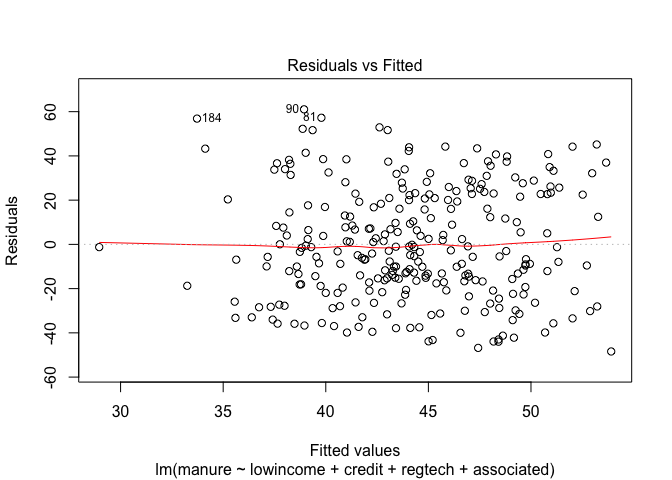 Residuals vs Fitted
Residuals
60
40
20
0
-20
-40
-60
90
81
184
30 35 40 45 50
Fitted values
lm(manure ~ lowincome + credit + regtech + associated)